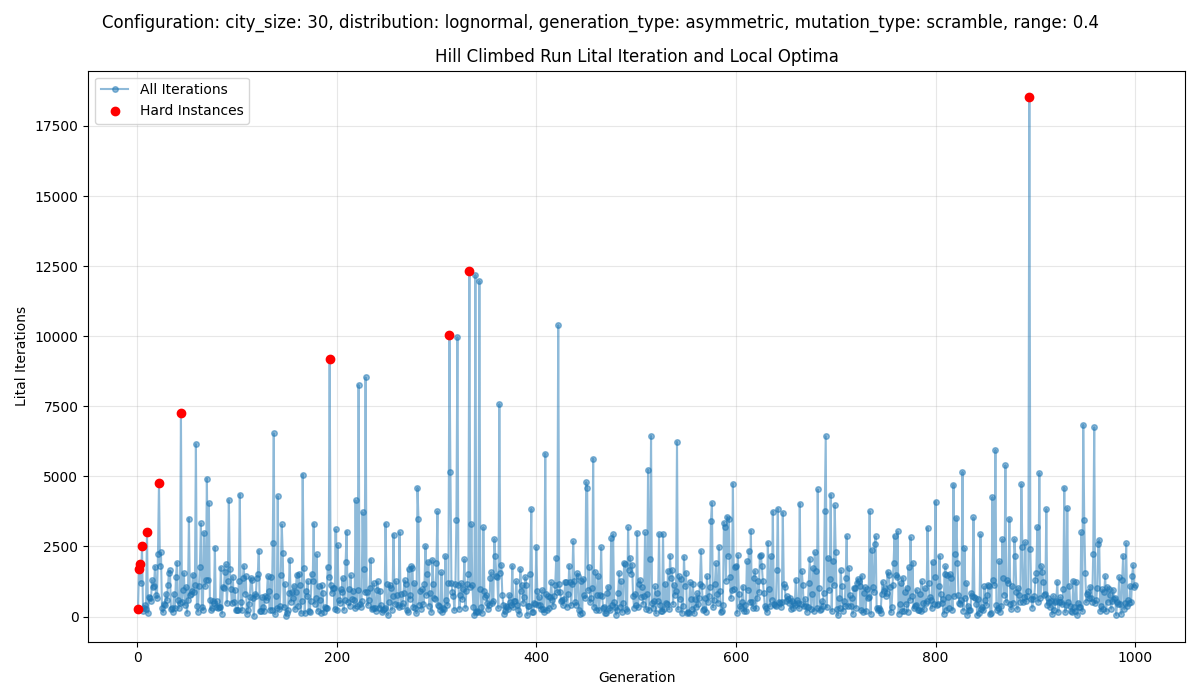 Configuration: city_size: 30, distribution: lognormal, generation_type: asymmetric, mutation_type: scramble, range: 0.4
Hill Climbed Run Lital Iteration and Local Optima
All Iterations
Hard Instances
17500
15000
12500
10000
7500
5000
2500
0
Lital Iterations
0 200 400 600 800 1000
Generation